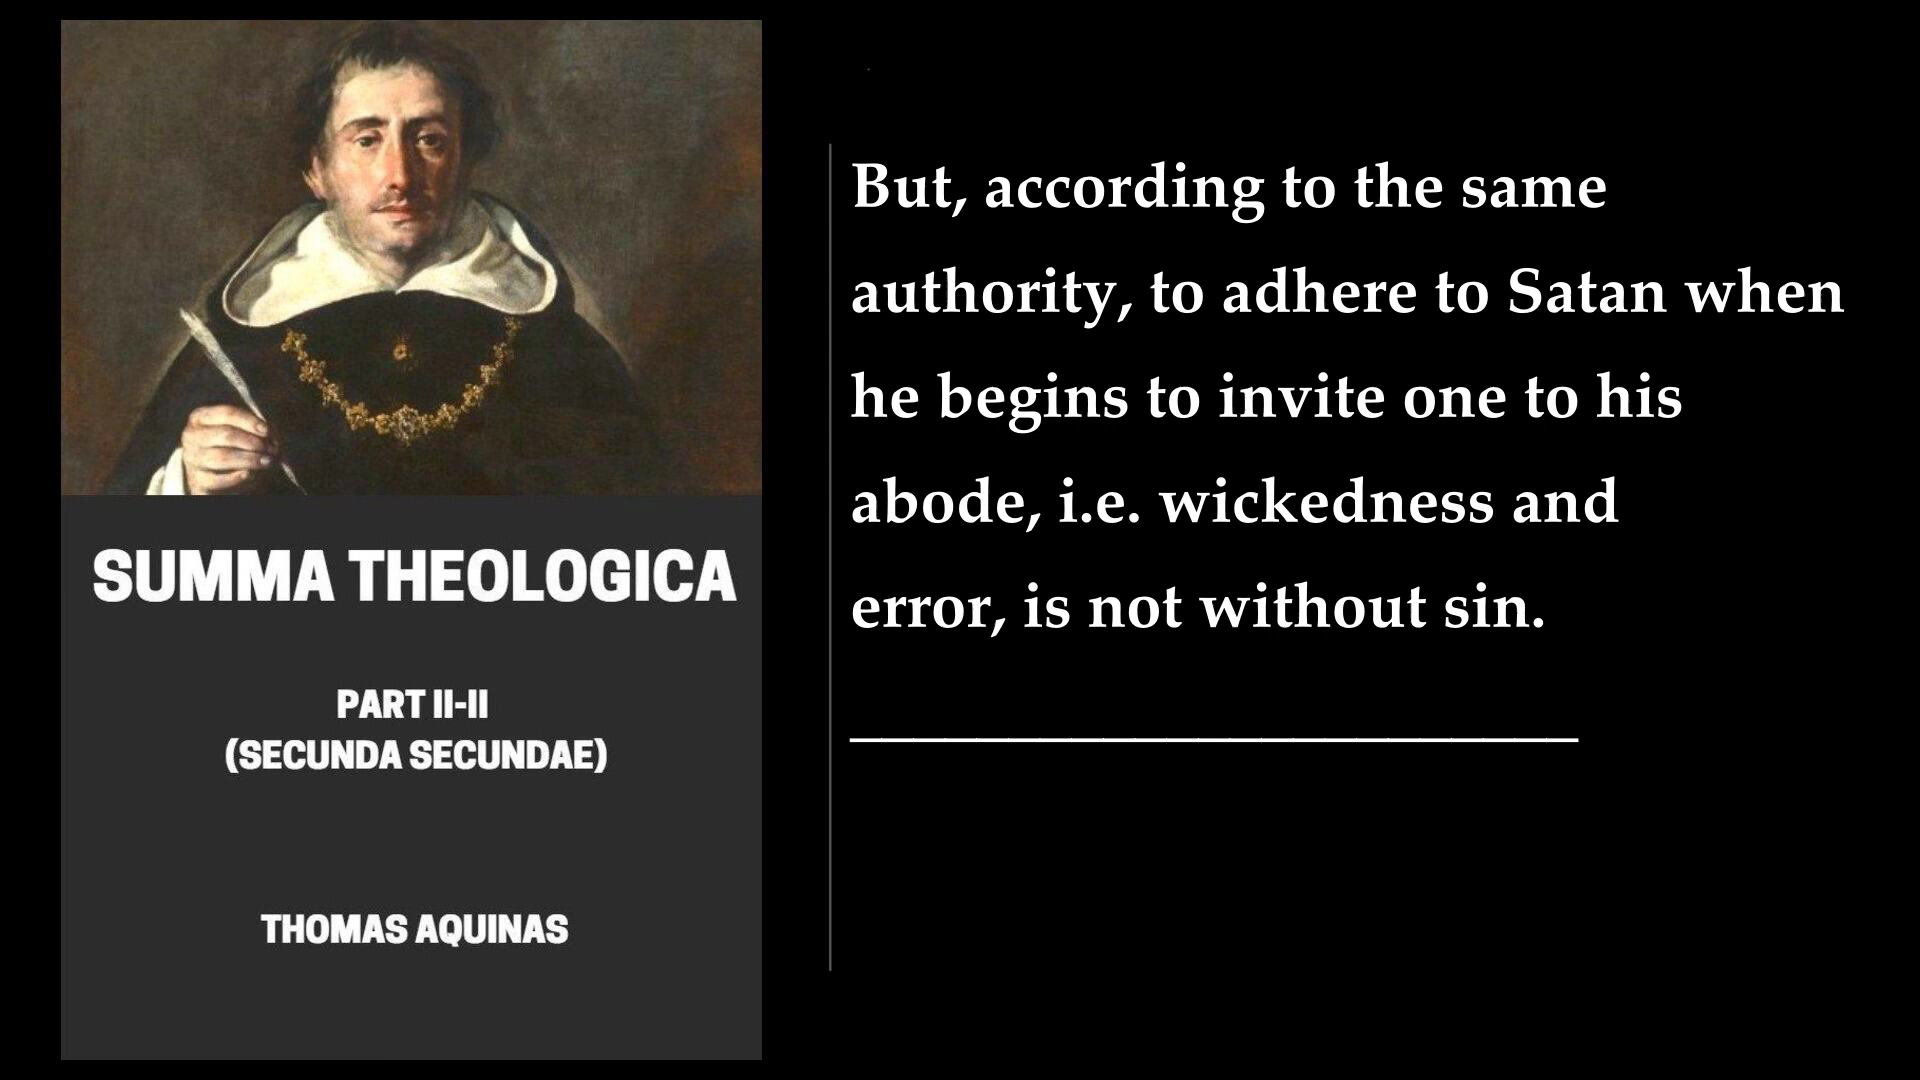 SUMMA THEOLOGICA
PART II-II
(SECUNDA SECUNDAE)
THOMAS AQUINAS
But, according to the same
authority, to adhere to Satan when
he begins to invite one to his
abode, i.e. wickedness and
error, is not without sin.
_______________________